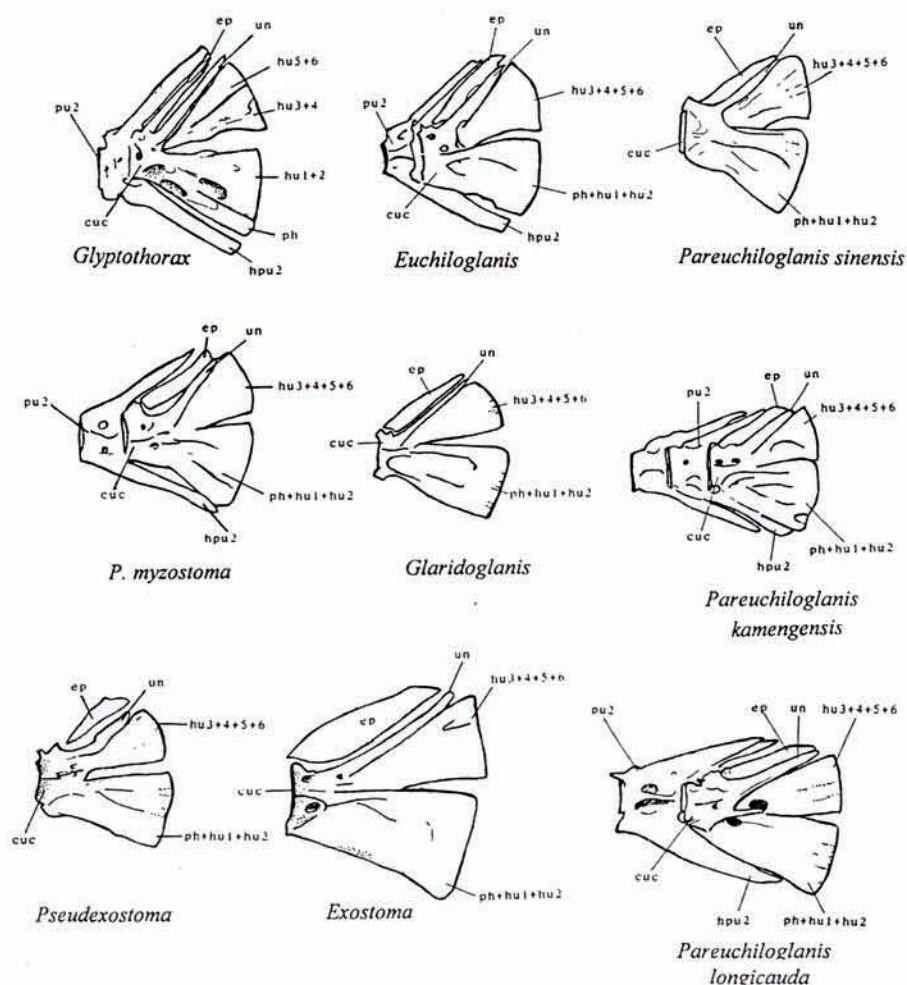 ep
un
hu5+6
hu3+4
pu2
hu1+2
cuc
ph
hpu2
Glyptothorax
ep
un
pu2
hu3+4+5+6
cuc
ph+hu1+hu2
hpu2
Euchiloglanis
ep
un
hu3+4+5+6
cuc
ph+hu1+hu2
Pareuchiloglanis sinensis
ep
un
hu3+4+5+6
pu2
cuc
ph+hu1+hu2
hpu2
P. myzostoma
ep
un
hu3+4+5+6
cuc
ph+hu1+hu2
Glaridoglanis
ep
un
pu2
hu3+4+5+6
cuc
ph+hu1+hu2
hpu2
Pareuchiloglanis
kamengensis
ep
un
hu3+4+5+6
cuc
ph+hu1+hu2
Pseudexostoma
un
hu3+4+5+6
ep
cuc
ph+hu1+hu2
Exostoma
ep
un
hu3+4+5+6
pu2
cuc
hpu2
ph+hu1+hu2
Pareuchiloglanis
longicauda